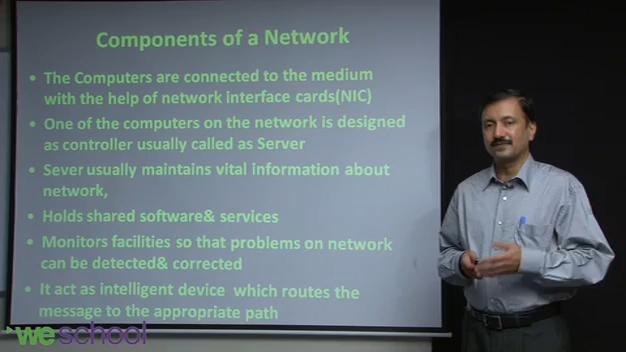 Components of a Network
• The Computers are connected to the medium
with the help of network interface cards(NIC)
• One of the computers on the network is designed
as controller usually called as Server
• Sever usually maintains vital information about
network,
• Holds shared software& services
• Monitors facilities so that problems on network
can be detected& corrected
• It act as intelligent device which routes the
message to the appropriate path
weschool